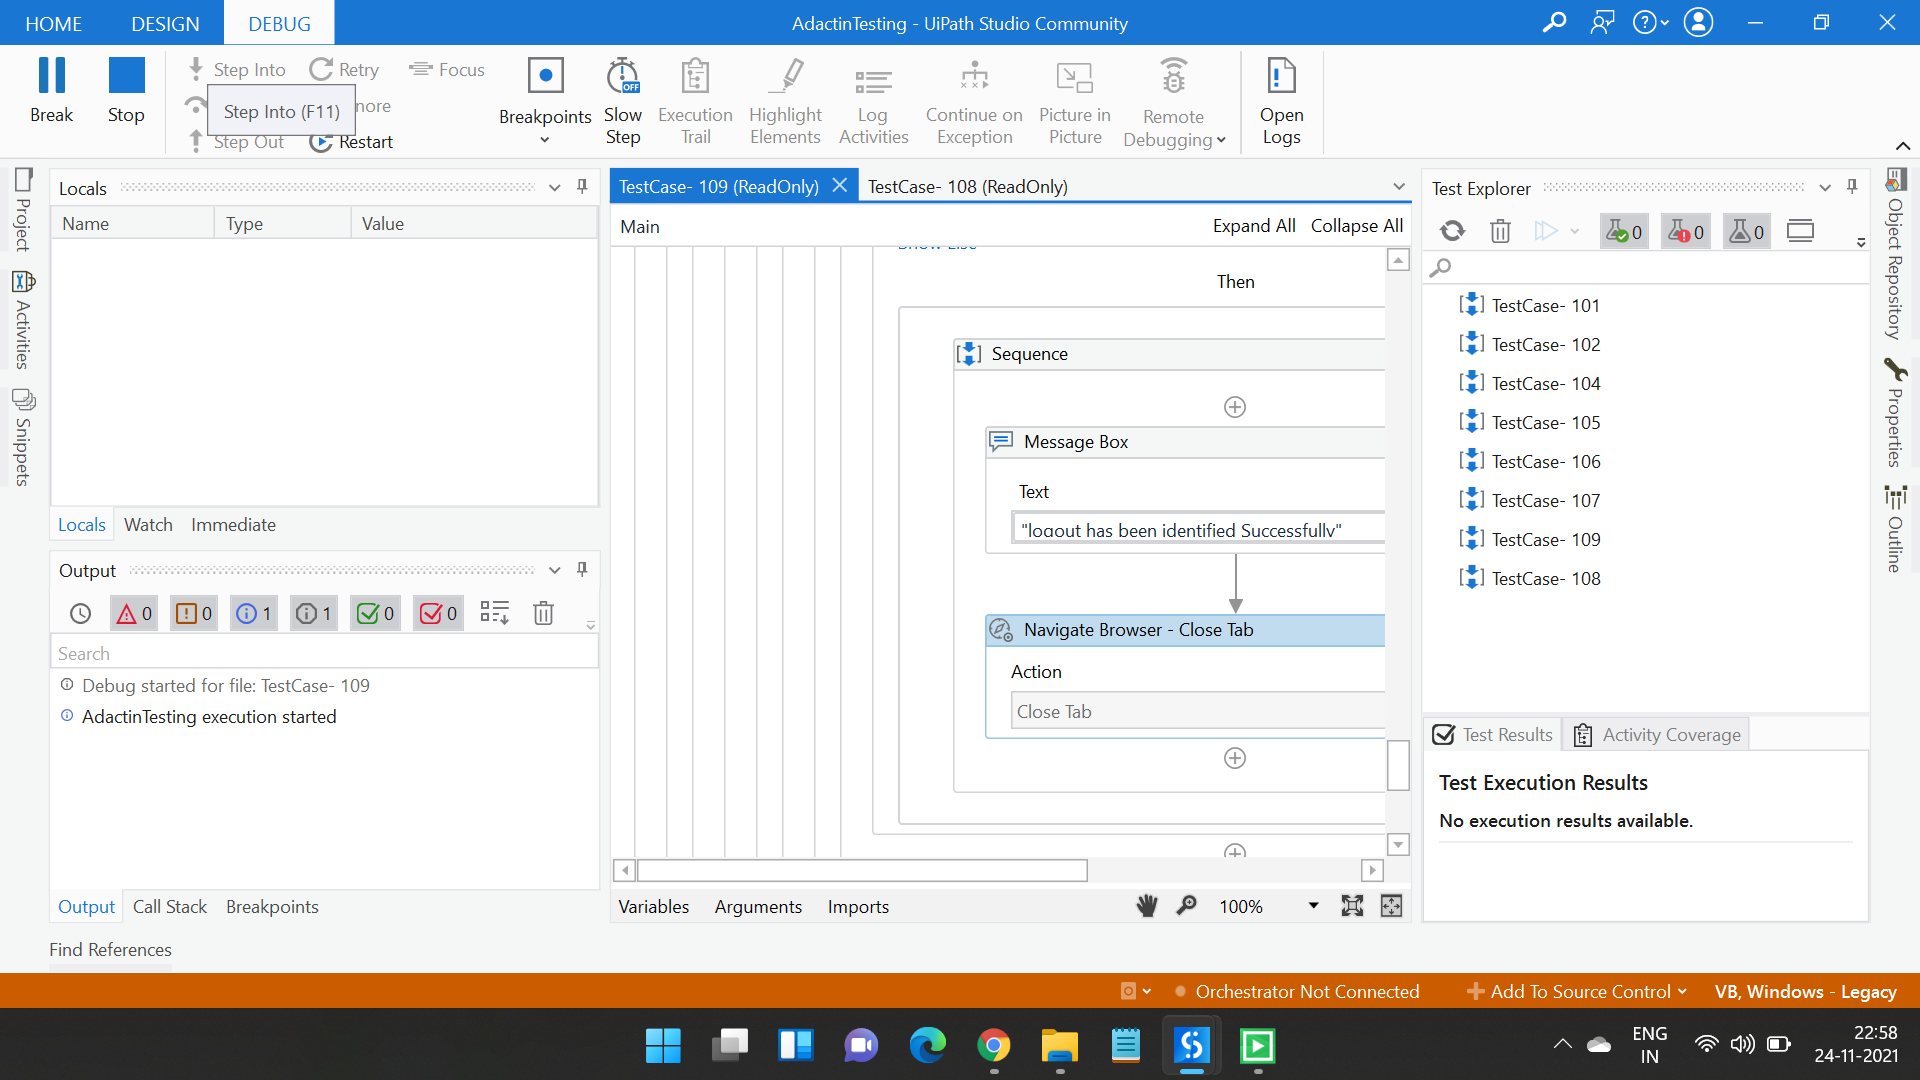 HOME DESIGN DEBUG AdactinTesting - UiPath Studio Community
Break
Stop
Step Into
Retry
Focus
Step Into (F11)
Step Out
Restart
Breakpoints
Slow
Step
Execution
Trail
Highlight
Elements
Log
Activities
Continue on
Exception
Picture in
Picture
Remote
Debugging
Open
Logs
OFF
Project
Activities
Snippets
Locals
Name Type Value
Locals Watch Immediate
Output
0 0 1 1 0 0
Search
Debug started for file: TestCase- 109
AdactinTesting execution started
Output Call Stack Breakpoints
Find References
TestCase- 109 (ReadOnly) TestCase- 108 (ReadOnly)
Main Expand All Collapse All
Show Else
Then
Sequence
Message Box
Text
"logout has been identified Successfully"
Navigate Browser - Close Tab
Action
Close Tab
Variables Arguments Imports 100%
Test Explorer
0 0 0
TestCase- 101
TestCase- 102
TestCase- 104
TestCase- 105
TestCase- 106
TestCase- 107
TestCase- 109
TestCase- 108
Test Results Activity Coverage
Test Execution Results
No execution results available.
Object Repository
Properties
Outline
Orchestrator Not Connected Add To Source Control VB, Windows - Legacy
ENG
IN
22:58
24-11-2021